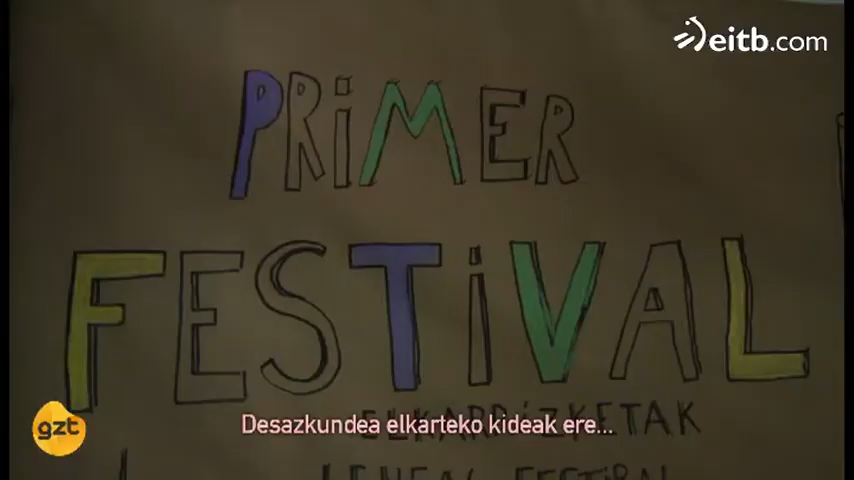 eitb.com
PRiMER
FESTiVAL
gzt
Desazkundea elkarteko kideak ere...
ELKARRiZKETAK